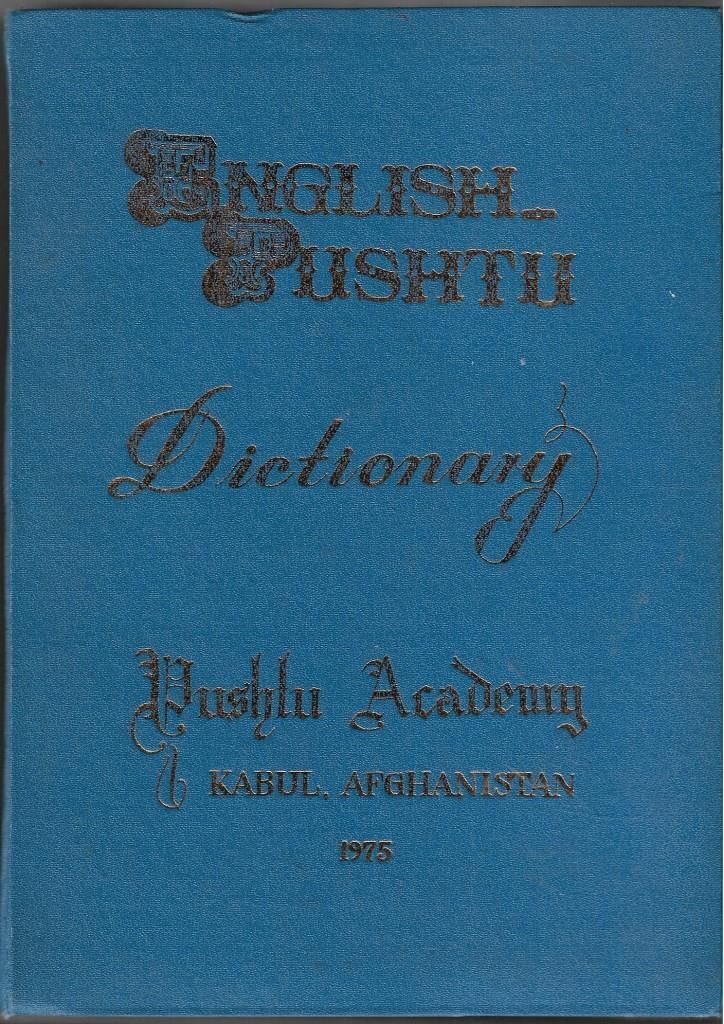 ENGLISH-
PUSHTU
Dictionary
Pushtu Academy
KABUL, AFGHANISTAN
1975